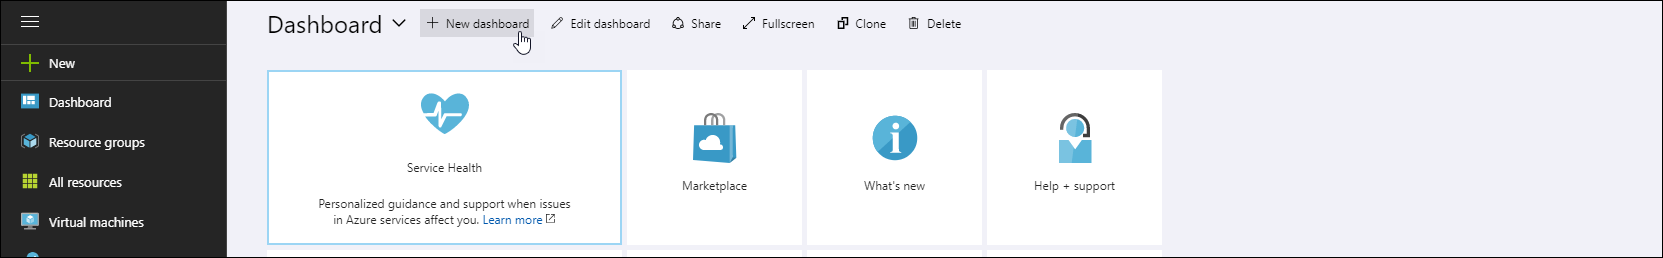 Dashboard
New dashboard
Edit dashboard
Share
Fullscreen
Clone
Delete
New
Dashboard
Resource groups
All resources
Virtual machines
Service Health
Personalized guidance and support when issues
in Azure services affect you. Learn more
Marketplace
What's new
Help + support